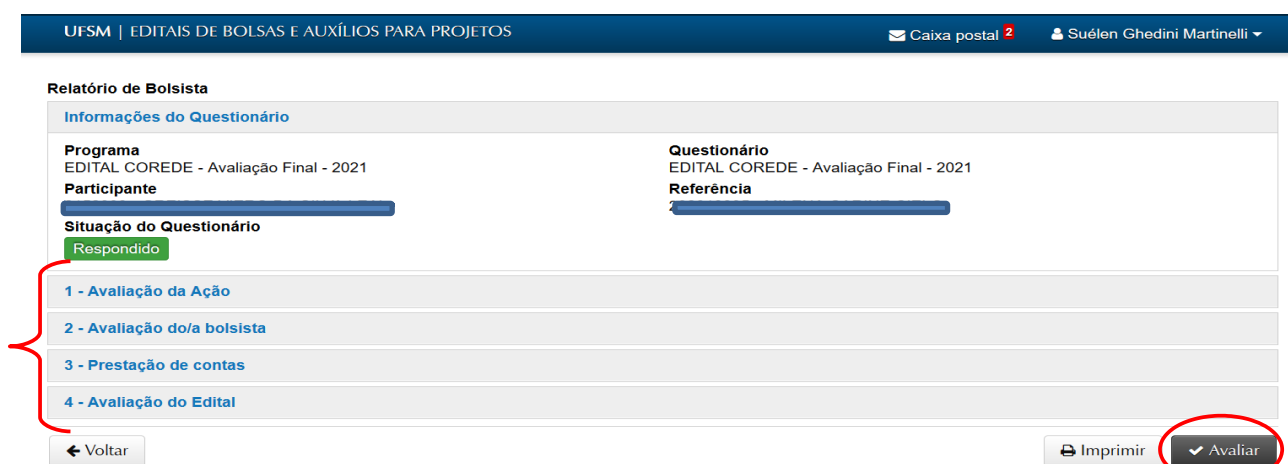 UFSM | EDITAIS DE BOLSAS E AUXÍLIOS PARA PROJETOS Caixa postal 2 Suélen Ghedini Martinelli
Relatório de Bolsista
Informações do Questionário
Programa Questionário
EDITAL COREDE - Avaliação Final - 2021 EDITAL COREDE - Avaliação Final - 2021
Participante Referência
Situação do Questionário
Respondido
1 - Avaliação da Ação
2 - Avaliação do/a bolsista
3 - Prestação de contas
4 - Avaliação do Edital
Voltar Imprimir Avaliar